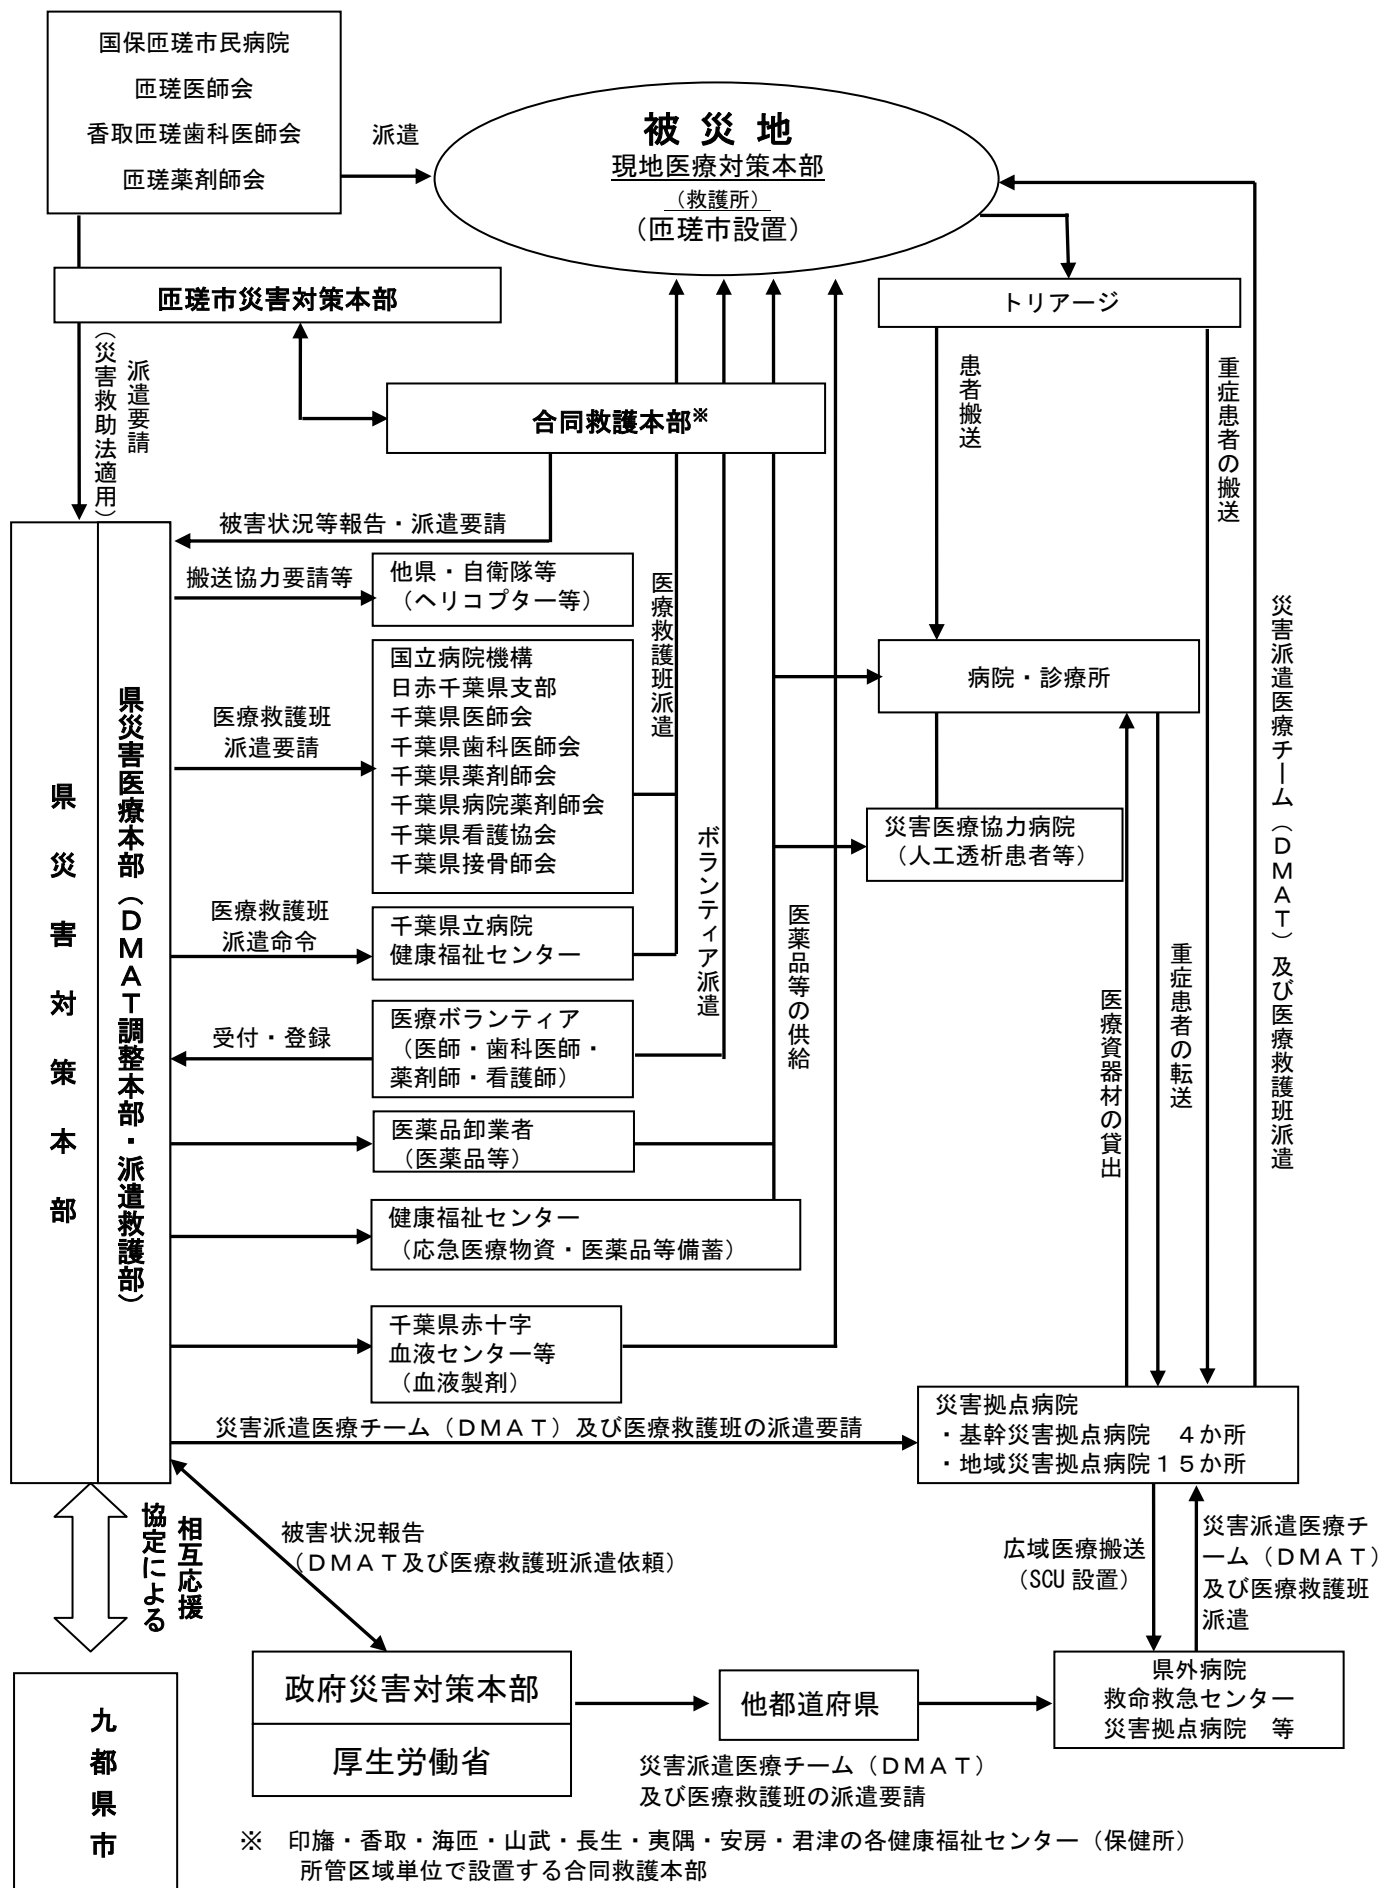 国保匝瑳市民病院
匝瑳医師会
香取匝瑳歯科医師会
匝瑳薬剤師会
派遣
被 災 地
現地医療対策本部
（救護所）
（匝瑳市設置）
匝瑳市災害対策本部
トリアージ
派遣要請
（災害救助法適用）
合同救護本部※
患者搬送
重症患者の搬送
被害状況等報告・派遣要請
搬送協力要請等
他県・自衛隊等
（ヘリコプター等）
医療救護班派遣
災害派遣医療チーム（ＤＭＡＴ）及び医療救護班派遣
国立病院機構
日赤千葉県支部
千葉県医師会
千葉県歯科医師会
千葉県薬剤師会
千葉県病院薬剤師会
千葉県看護協会
千葉県接骨師会
医療救護班
派遣要請
病院・診療所
県災害対策本部
県災害医療本部（ＤＭＡＴ調整本部・派遣救護部）
災害医療協力病院
（人工透析患者等）
ボランティア派遣
医療救護班
派遣命令
千葉県立病院
健康福祉センター
医薬品等の供給
重症患者の転送
医療資器材の貸出
受付・登録
医療ボランティア
（医師・歯科医師・
薬剤師・看護師）
医薬品卸業者
（医薬品等）
健康福祉センター
（応急医療物資・医薬品等備蓄）
千葉県赤十字
血液センター等
（血液製剤）
災害拠点病院
・基幹災害拠点病院　４か所
・地域災害拠点病院１５か所
災害派遣医療チーム（ＤＭＡＴ）及び医療救護班の派遣要請
相互応援
協定による
被害状況報告
（ＤＭＡＴ及び医療救護班派遣依頼）
広域医療搬送
（SCU 設置）
災害派遣医療チ
ーム（ＤＭＡＴ）
及び医療救護班
派遣
政府災害対策本部
厚生労働省
他都道府県
県外病院
救命救急センター
災害拠点病院　等
九都県市
災害派遣医療チーム（ＤＭＡＴ）
及び医療救護班の派遣要請
※　印旛・香取・海匝・山武・長生・夷隅・安房・君津の各健康福祉センター（保健所）
所管区域単位で設置する合同救護本部